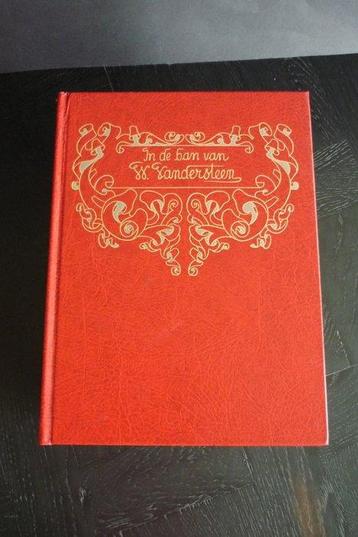 In de ban van
W. Vandersteen